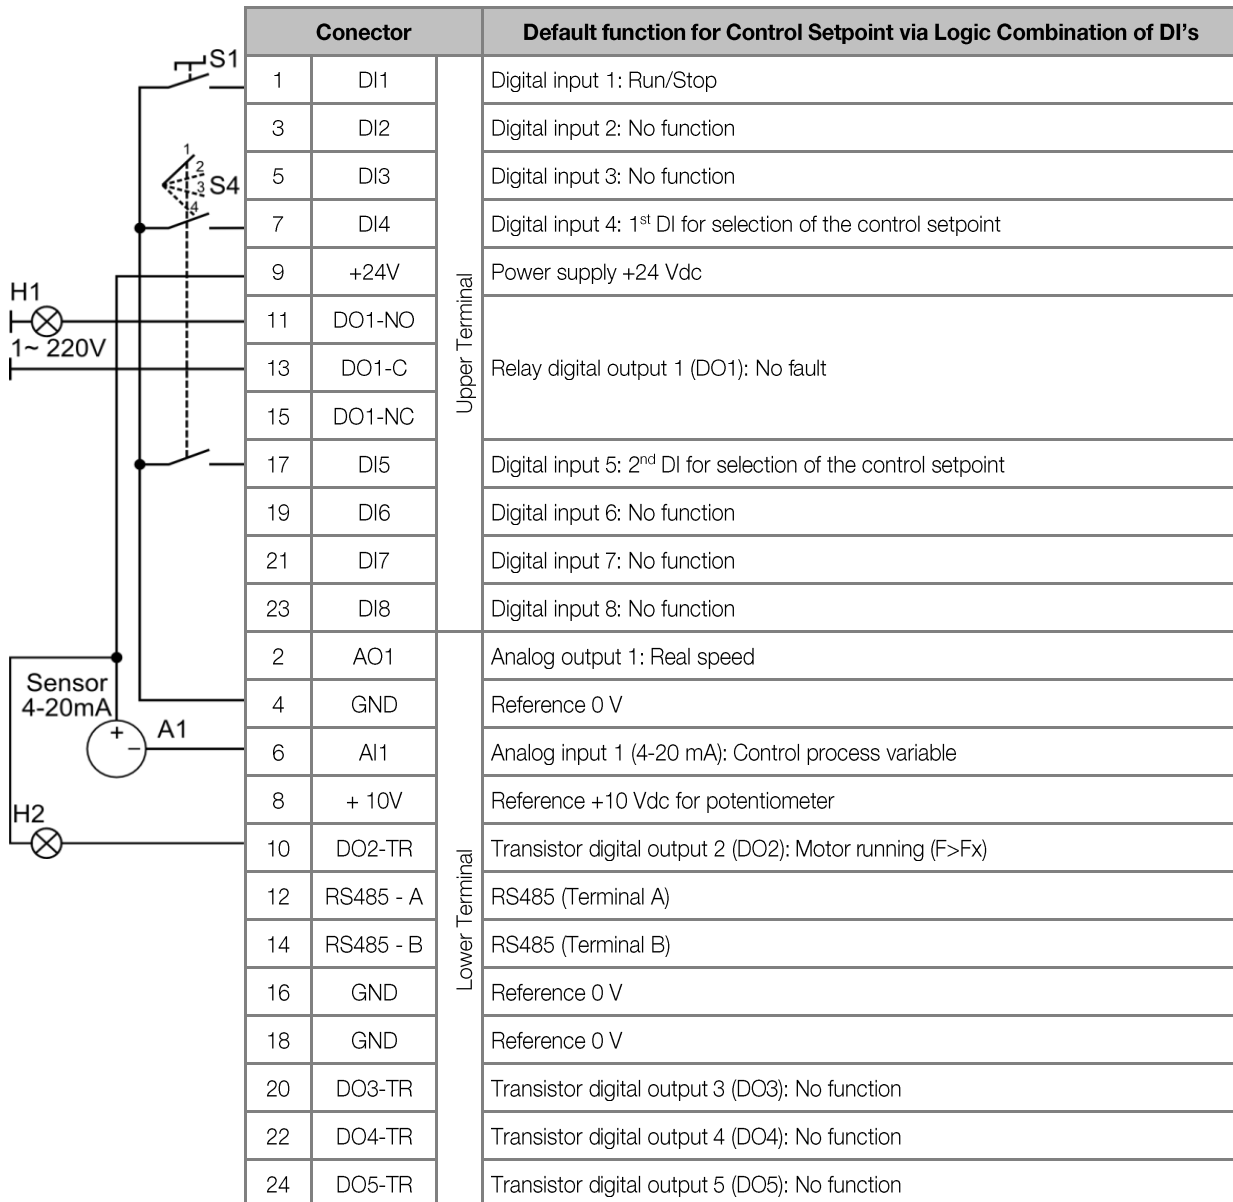 Conector Default function for Control Setpoint via Logic Combination of DI's
S1
1 DI1 Digital input 1: Run/Stop
3 DI2 Digital input 2: No function
1
2
3
4
S4
5 DI3 Digital input 3: No function
7 DI4 Digital input 4: 1st DI for selection of the control setpoint
9 +24V Power supply +24 Vdc
H1
11 DO1-NO
1~ 220V
13 DO1-C Relay digital output 1 (DO1): No fault
15 DO1-NC
Upper Terminal
17 DI5 Digital input 5: 2nd DI for selection of the control setpoint
19 DI6 Digital input 6: No function
21 DI7 Digital input 7: No function
23 DI8 Digital input 8: No function
2 AO1 Analog output 1: Real speed
Sensor
4-20mA
4 GND Reference 0 V
+
−
A1
6 AI1 Analog input 1 (4-20 mA): Control process variable
8 + 10V Reference +10 Vdc for potentiometer
H2
10 DO2-TR Transistor digital output 2 (DO2): Motor running (F>Fx)
12 RS485 - A RS485 (Terminal A)
Lower Terminal
14 RS485 - B RS485 (Terminal B)
16 GND Reference 0 V
18 GND Reference 0 V
20 DO3-TR Transistor digital output 3 (DO3): No function
22 DO4-TR Transistor digital output 4 (DO4): No function
24 DO5-TR Transistor digital output 5 (DO5): No function